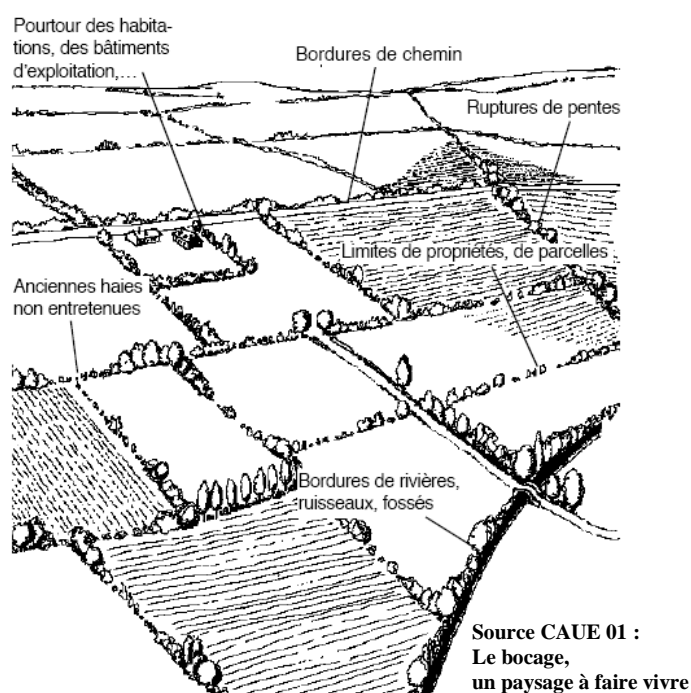 Pourtour des habita-
tions, des bâtiments
d'exploitation,...
Bordures de chemin
Ruptures de pentes
Limites de propriétés, de parcelles
Anciennes haies
non entretenues
Bordures de rivières,
ruisseaux, fossés
Source CAUE 01 :
Le bocage,
un paysage à faire vivre